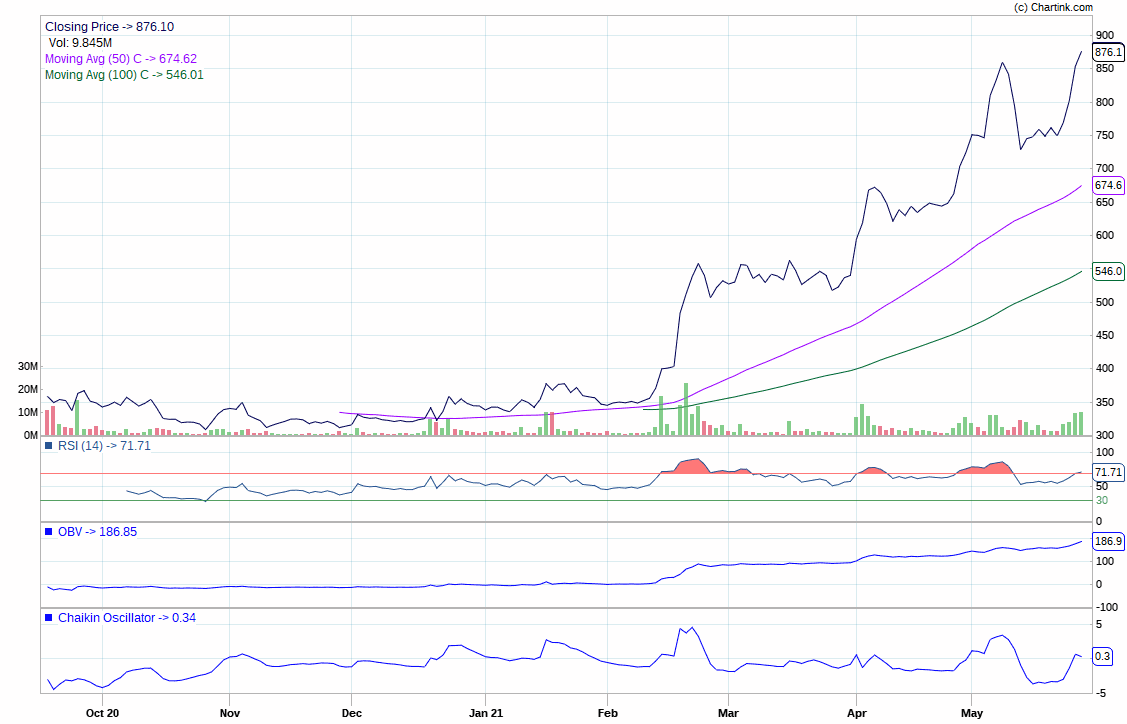 (c) Chartink.com
Closing Price -> 876.10
Vol: 9.845M
Moving Avg (50) C -> 674.62
Moving Avg (100) C -> 546.01
900
876.1
850
800
750
700
674.6
650
600
546.0
500
450
400
350
300
30M
20M
10M
0M
RSI (14) -> 71.71
100
71.71
50
30
0
OBV -> 186.85
186.9
100
0
-100
Chaikin Oscillator -> 0.34
5
0.3
-5
Oct 20 Nov Dec Jan 21 Feb Mar Apr May